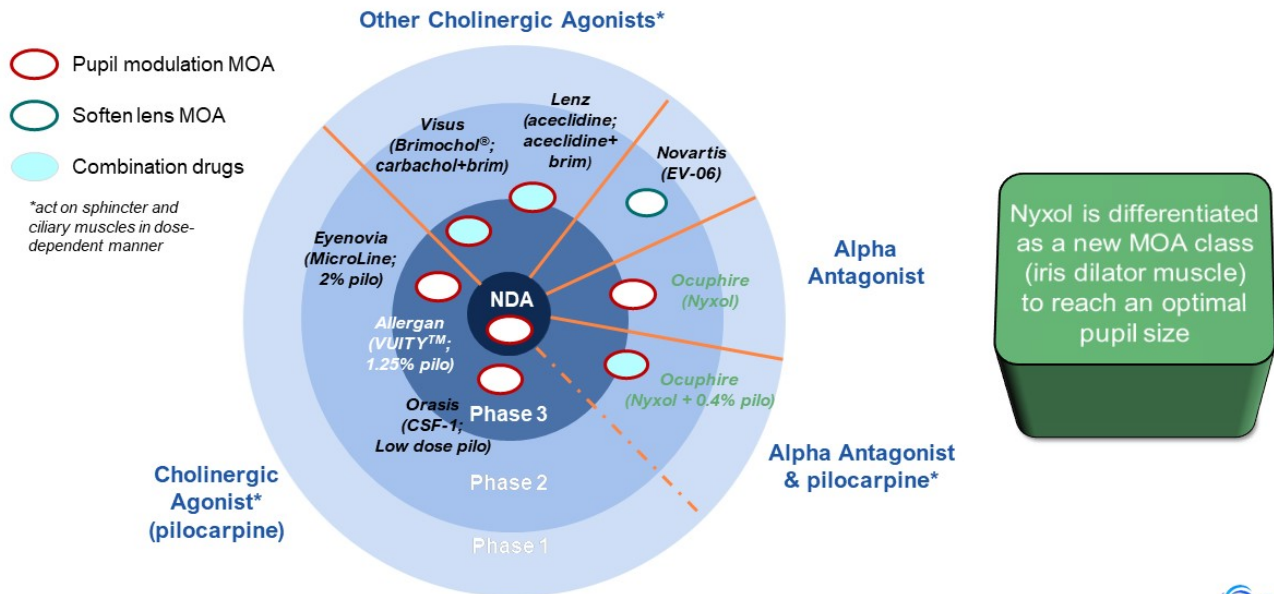 Other Cholinergic Agonists*
Pupil modulation MOA
Soften lens MOA
Combination drugs
*act on sphincter and
ciliary muscles in dose-
dependent manner
Visus
(Brimochol®;
carbachol+brim)
Lenz
(aceclidine;
aceclidine+
brim)
Novartis
(EV-06)
Eyenovia
(MicroLine;
2% pilo)
NDA
Allergan
(VUITY™;
1.25% pilo)
Orasis
(CSF-1;
Low dose pilo)
Phase 3
Phase 2
Phase 1
Ocuphire
(Nyxol)
Ocuphire
(Nyxol + 0.4% pilo)
Alpha
Antagonist
Alpha Antagonist
& pilocarpine*
Cholinergic
Agonist*
(pilocarpine)
Nyxol is differentiated
as a new MOA class
(iris dilator muscle)
to reach an optimal
pupil size